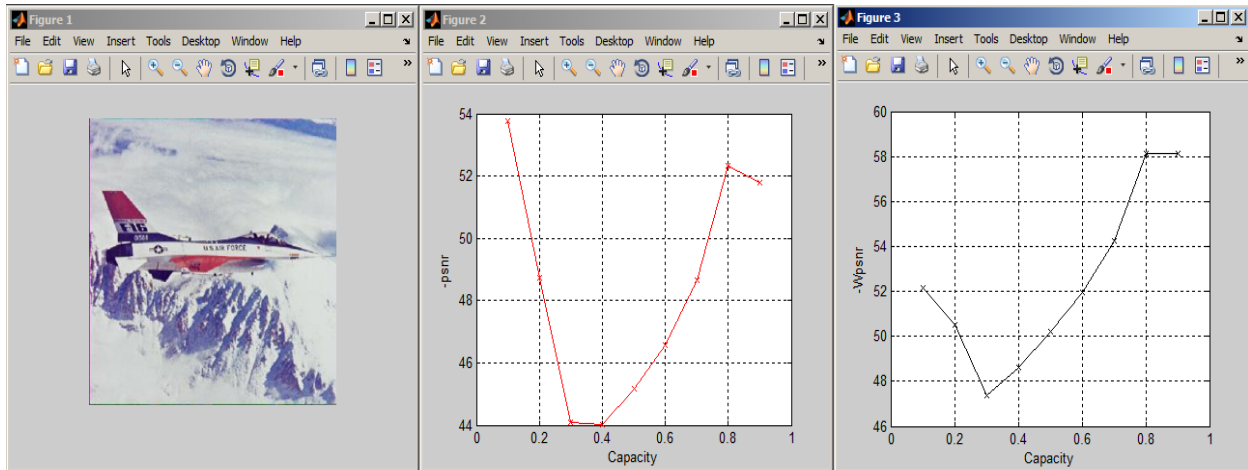 Figure 1
File Edit View Insert Tools Desktop Window Help
F-16
U.S. AIR FORCE
Figure 2
File Edit View Insert Tools Desktop Window Help
54
52
50
48
46
44
-psnr
0 0.2 0.4 0.6 0.8 1
Capacity
Figure 3
File Edit View Insert Tools Desktop Window Help
60
58
56
54
52
50
48
46
-Wpsnr
0 0.2 0.4 0.6 0.8 1
Capacity